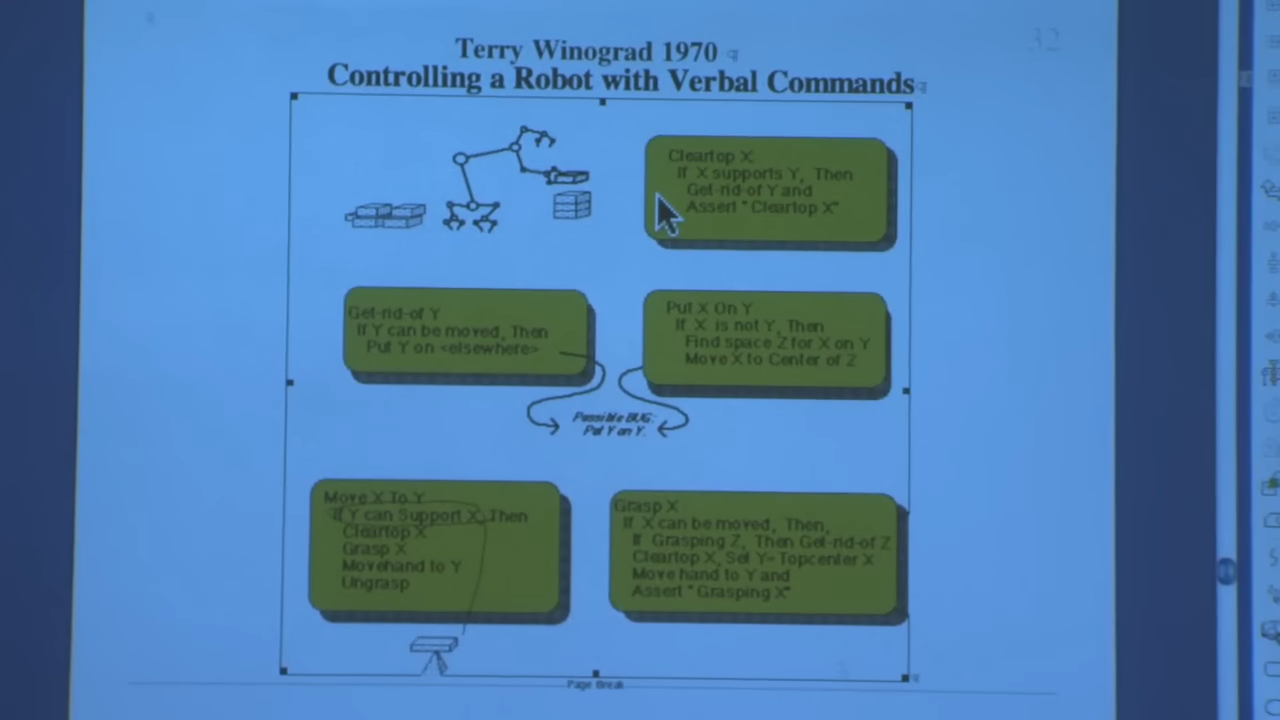 32
Terry Winograd 1970
Controlling a Robot with Verbal Commands
Cleartop X
If X supports Y, Then
Get-rid-of Y and
Assert "Cleartop X"
Get-rid-of Y
If Y can be moved, Then
Put Y on <elsewhere>
Put X On Y
If X is not Y, Then
Find space Z for X on Y
Move X to Center of Z
Possible BUG:
Put Y on Y.
Move X To Y
If Y can Support X, Then
Cleartop X
Grasp X
Movehand to Y
Ungrasp
Grasp X
If X can be moved, Then,
If Grasping Z, Then Get-rid-of Z
Cleartop X, Set Y= Topcenter X
Move hand to Y and
Assert "Grasping X"
Page Break